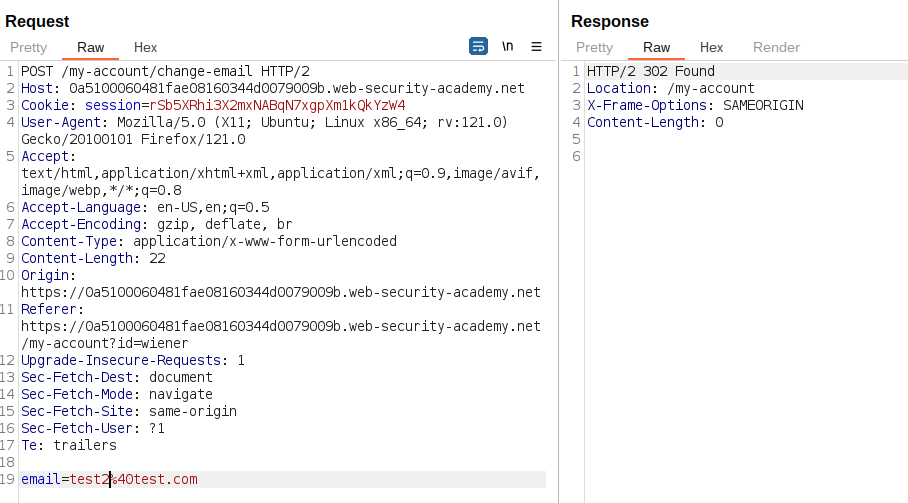 Request
Pretty Raw Hex \n
1 POST /my-account/change-email HTTP/2
2 Host: 0a5100060481fae08160344d0079009b.web-security-academy.net
3 Cookie: session=rSb5XRhi3X2mxNABqN7xgpXm1kQkYzW4
4 User-Agent: Mozilla/5.0 (X11; Ubuntu; Linux x86_64; rv:121.0)
Gecko/20100101 Firefox/121.0
5 Accept:
text/html,application/xhtml+xml,application/xml;q=0.9,image/avif,
image/webp,*/*;q=0.8
6 Accept-Language: en-US,en;q=0.5
7 Accept-Encoding: gzip, deflate, br
8 Content-Type: application/x-www-form-urlencoded
9 Content-Length: 22
10 Origin:
https://0a5100060481fae08160344d0079009b.web-security-academy.net
11 Referer:
https://0a5100060481fae08160344d0079009b.web-security-academy.net
/my-account?id=wiener
12 Upgrade-Insecure-Requests: 1
13 Sec-Fetch-Dest: document
14 Sec-Fetch-Mode: navigate
15 Sec-Fetch-Site: same-origin
16 Sec-Fetch-User: ?1
17 Te: trailers
18
19 email=test2%40test.com
Response
Pretty Raw Hex Render
1 HTTP/2 302 Found
2 Location: /my-account
3 X-Frame-Options: SAMEORIGIN
4 Content-Length: 0
5
6